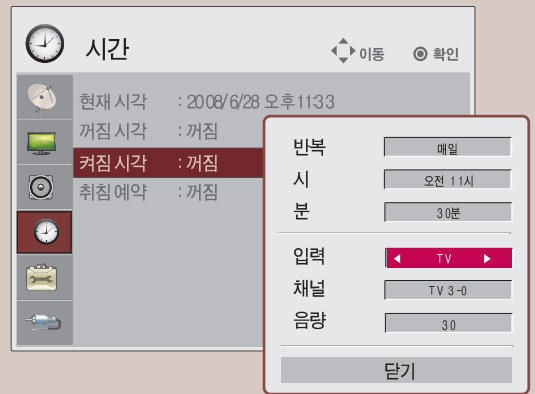 시간
이동
확인
현재 시각 : 2008/ 6/28 오후11:33
꺼짐 시각 : 꺼짐
켜짐 시각 : 꺼짐
취침 예약 : 꺼짐
반복 매일
시 오전 11시
분 30분
입력 ◀ TV ▶
채널 TV 3-0
음량 30
닫기